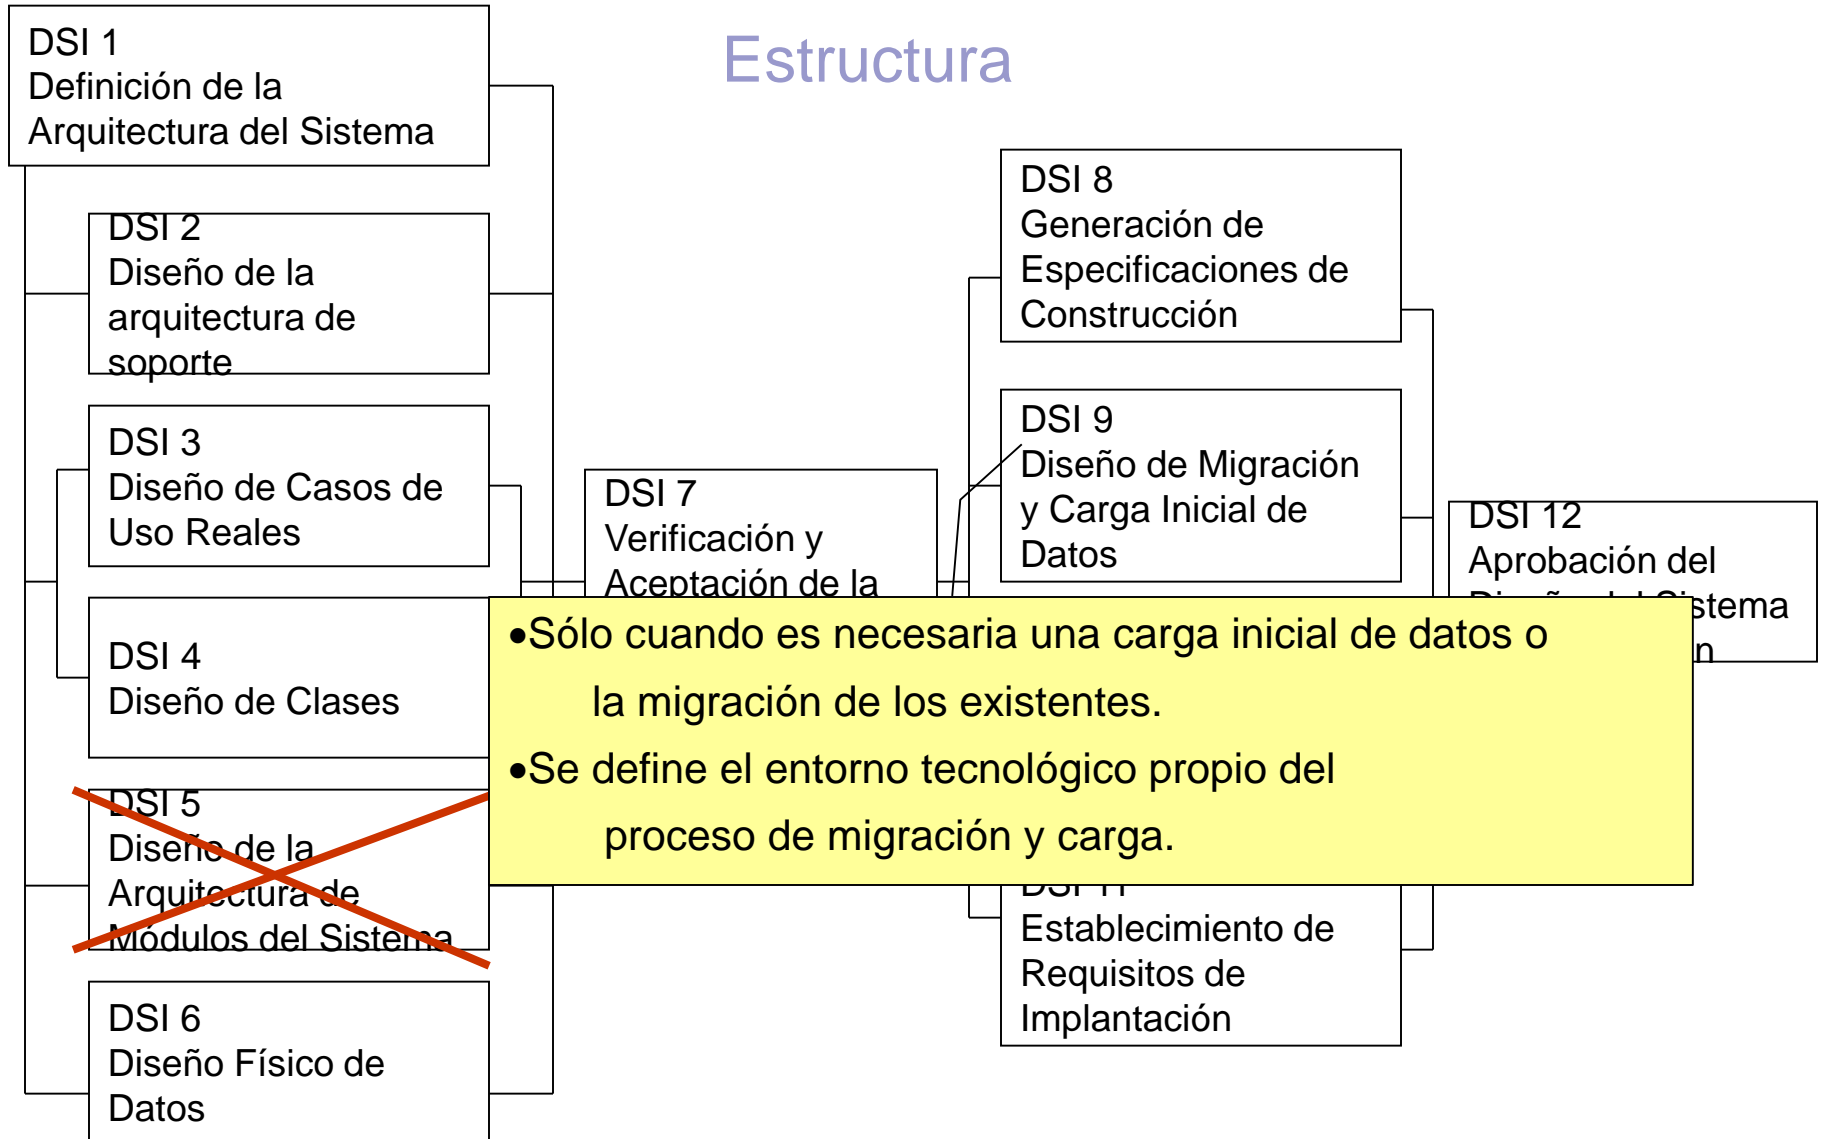 Estructura
DSI 1
Definición de la
Arquitectura del Sistema
DSI 2
Diseño de la
arquitectura de
soporte
DSI 3
Diseño de Casos de
Uso Reales
DSI 4
Diseño de Clases
DSI 5
Diseño de la
Arquitectura de
Módulos del Sistema
DSI 6
Diseño Físico de
Datos
DSI 7
Verificación y
Aceptación de la
DSI 8
Generación de
Especificaciones de
Construcción
DSI 9
Diseño de Migración
y Carga Inicial de
Datos
•Sólo cuando es necesaria una carga inicial de datos o
la migración de los existentes.
•Se define el entorno tecnológico propio del
proceso de migración y carga.
DSI 11
Establecimiento de
Requisitos de
Implantación
DSI 12
Aprobación del
Diseño del Sistema
n